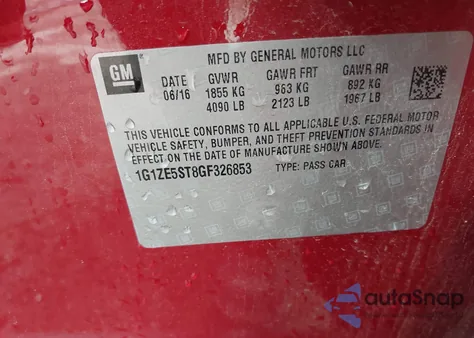 MFD BY GENERAL MOTORS LLC
GM
DATE GVWR GAWR FRT GAWR RR
06/16 1855 KG 963 KG 892 KG
4090 LB 2123 LB 1967 LB
THIS VEHICLE CONFORMS TO ALL APPLICABLE U.S. FEDERAL MOTOR
VEHICLE SAFETY, BUMPER, AND THEFT PREVENTION STANDARDS IN
EFFECT ON THE DATE OF MANUFACTURE SHOWN ABOVE.
1G1ZE5ST8GF326853 TYPE: PASS CAR
autoSnap